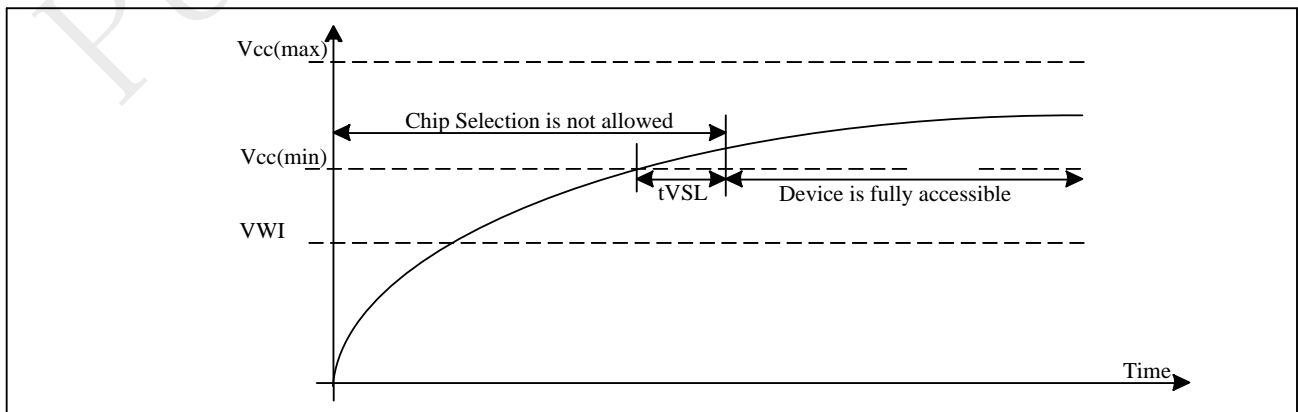 Vcc(max)
Chip Selection is not allowed
Vcc(min)
tVSL
Device is fully accessible
VWI
Time